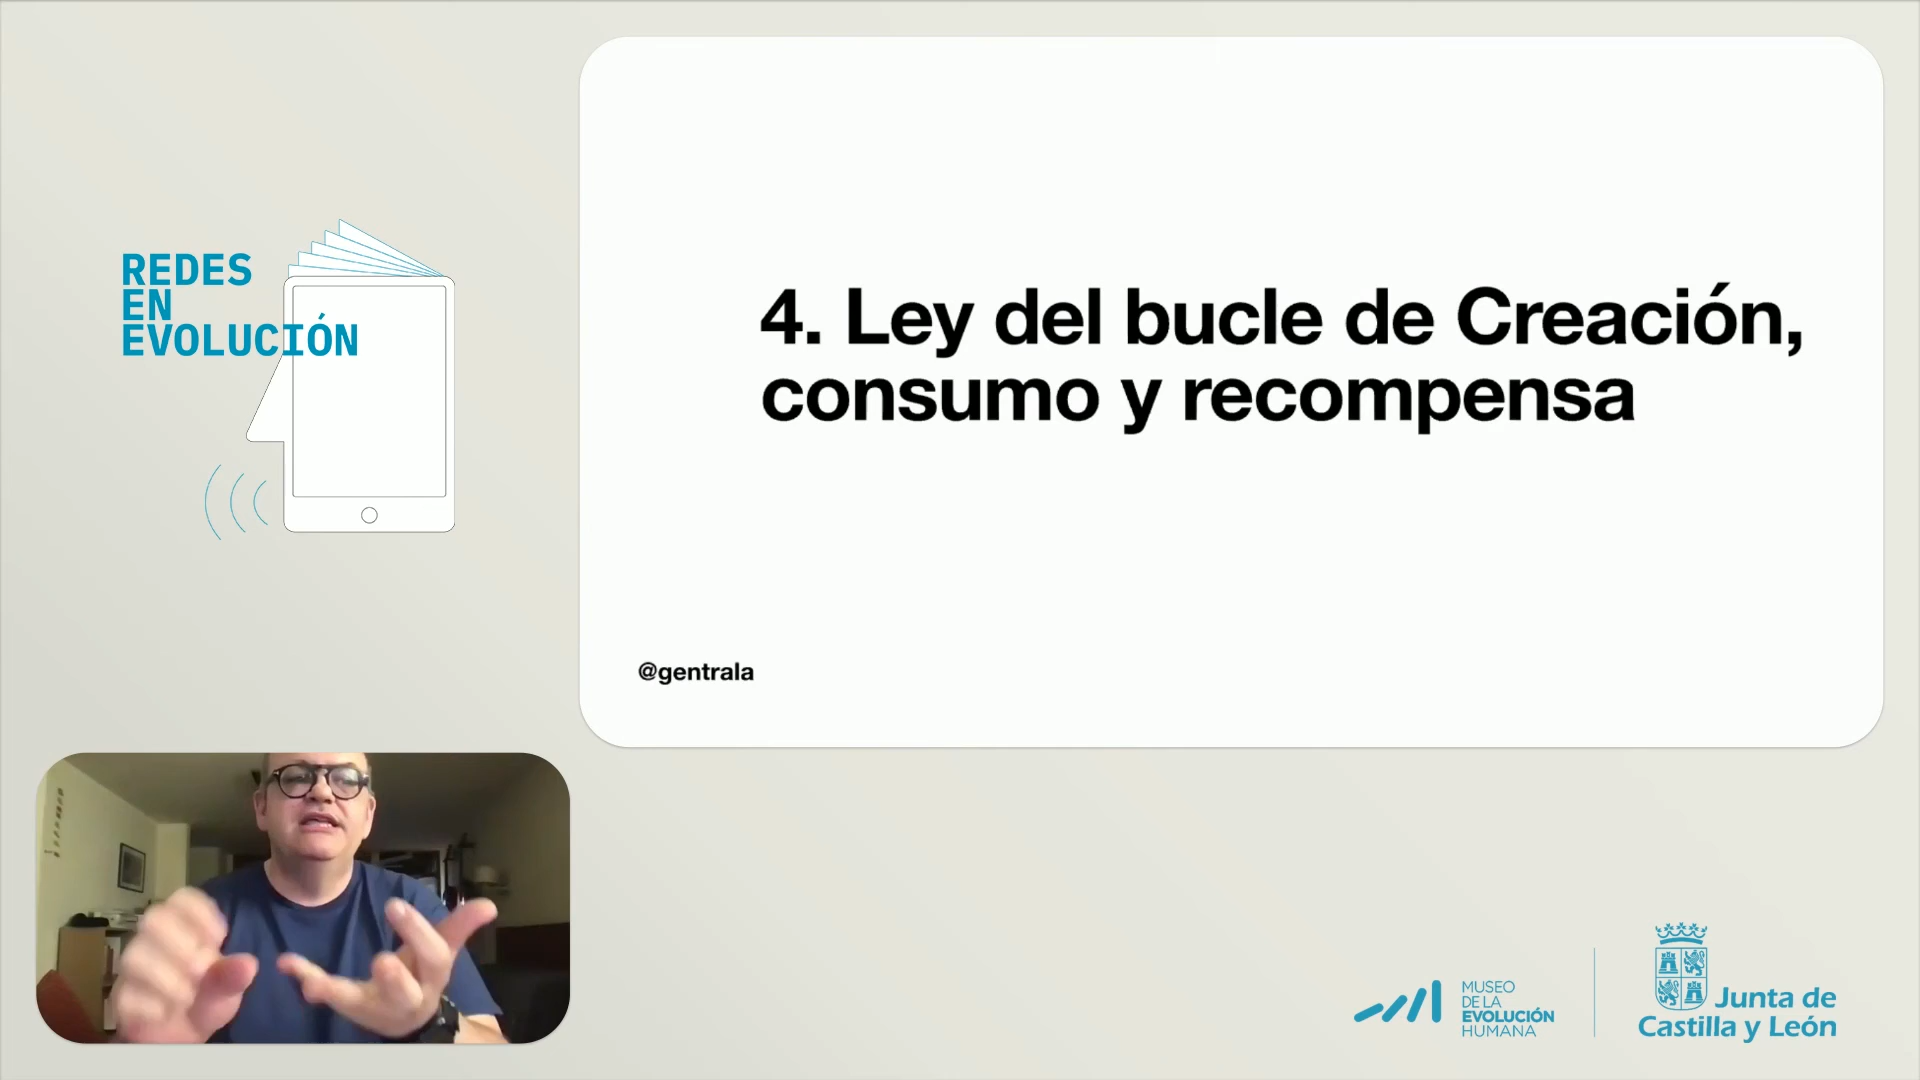 REDES
EN
EVOLUCIÓN
4. Ley del bucle de Creación,
consumo y recompensa
@gentrala
MUSEO
DE LA
EVOLUCIÓN
HUMANA
Junta de
Castilla y León